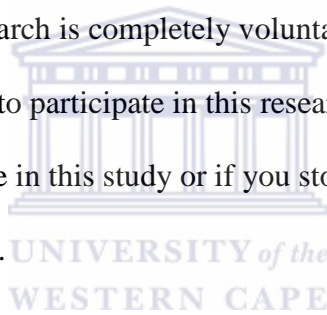 arch is completely volunta
to participate in this resea
e in this study or if you sto
.
UNIVERSITY of the
WESTERN CAPE